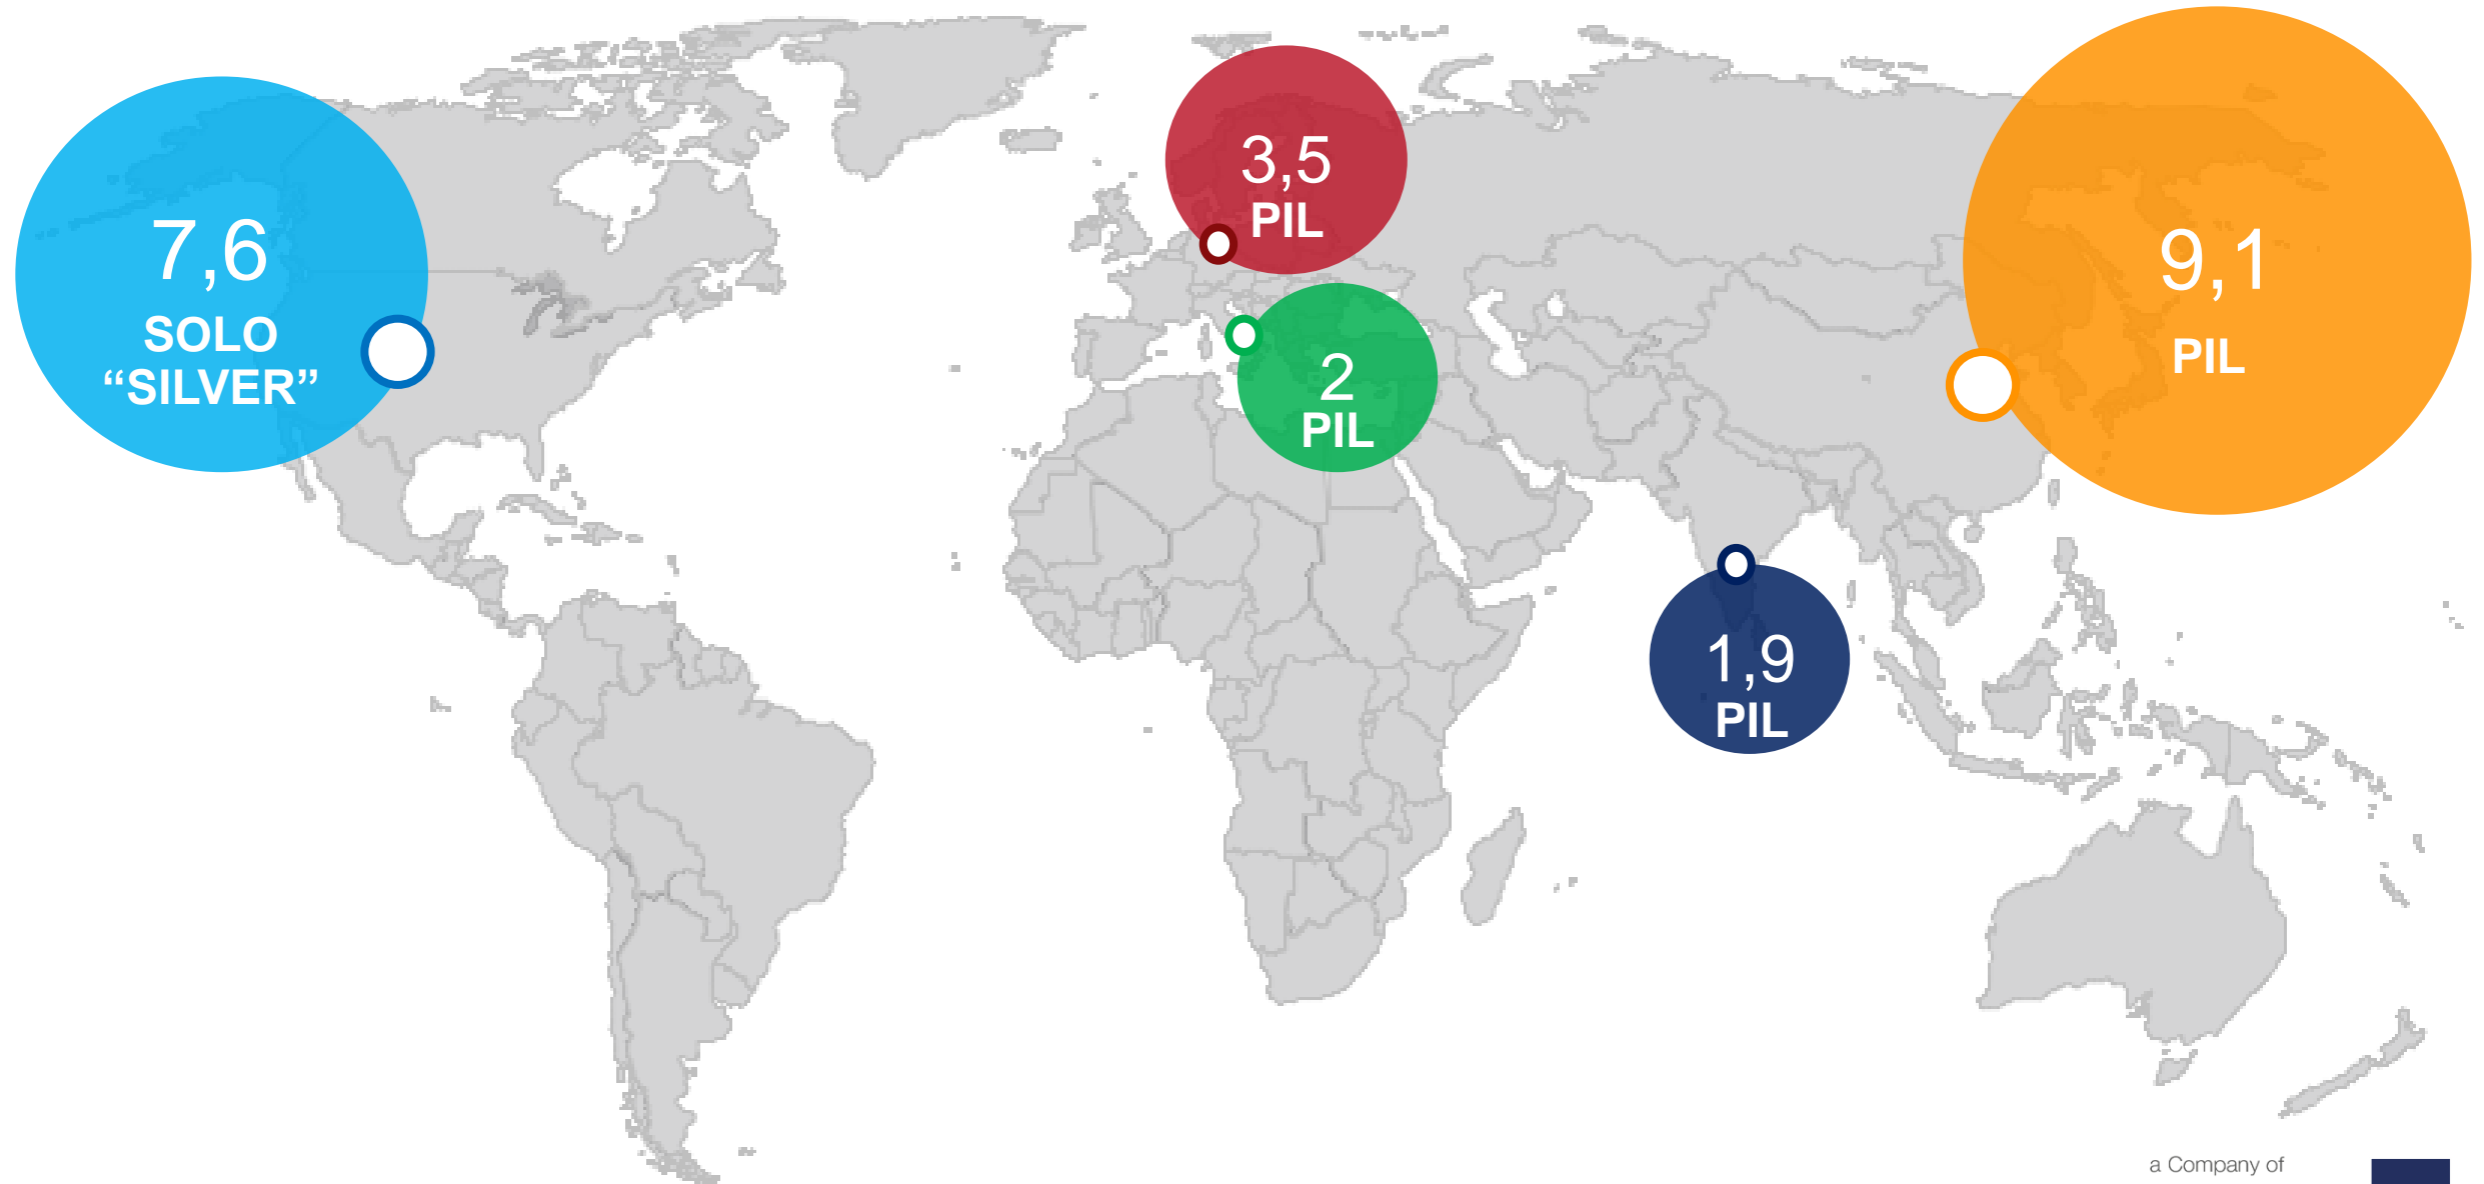 7,6
SOLO
“SILVER”
3,5
PIL
2
PIL
9,1
PIL
1,9
PIL
a Company of